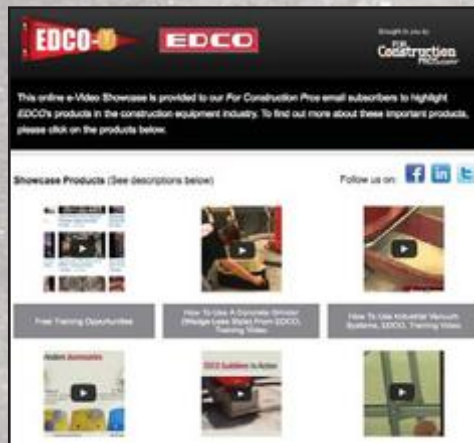 EDCO-U
EDCO
Brought to you by
FOR
Construction
PROS.com
This online e-Video Showcase is provided to our For Construction Pros email subscribers to highlight
EDCO's products in the construction equipment industry. To find out more about these important products,
please click on the products below.
Showcase Products (See descriptions below)
Follow us on:
Free Training Opportunities
How To Use A Concrete Grinder
(Wedge Less Style) From EDCO,
Training Video
How To Use Industrial Vacuum
Systems, EDCO, Training Video
Accessories
EDCO
In Action